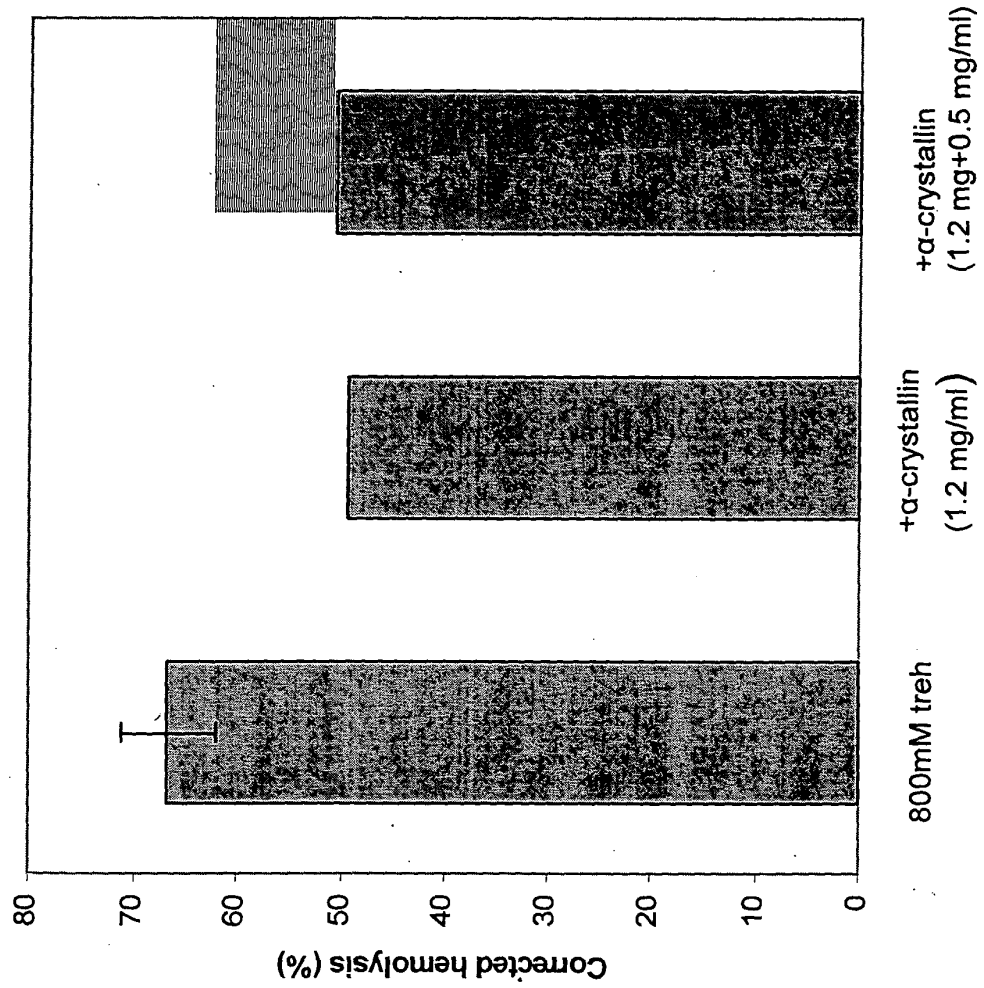 Corrected hemolysis (%)
80
70
60
50
40
30
20
10
0
800mM treh
+α-crystallin
(1.2 mg/ml)
+α-crystallin
(1.2 mg+0.5 mg/ml)